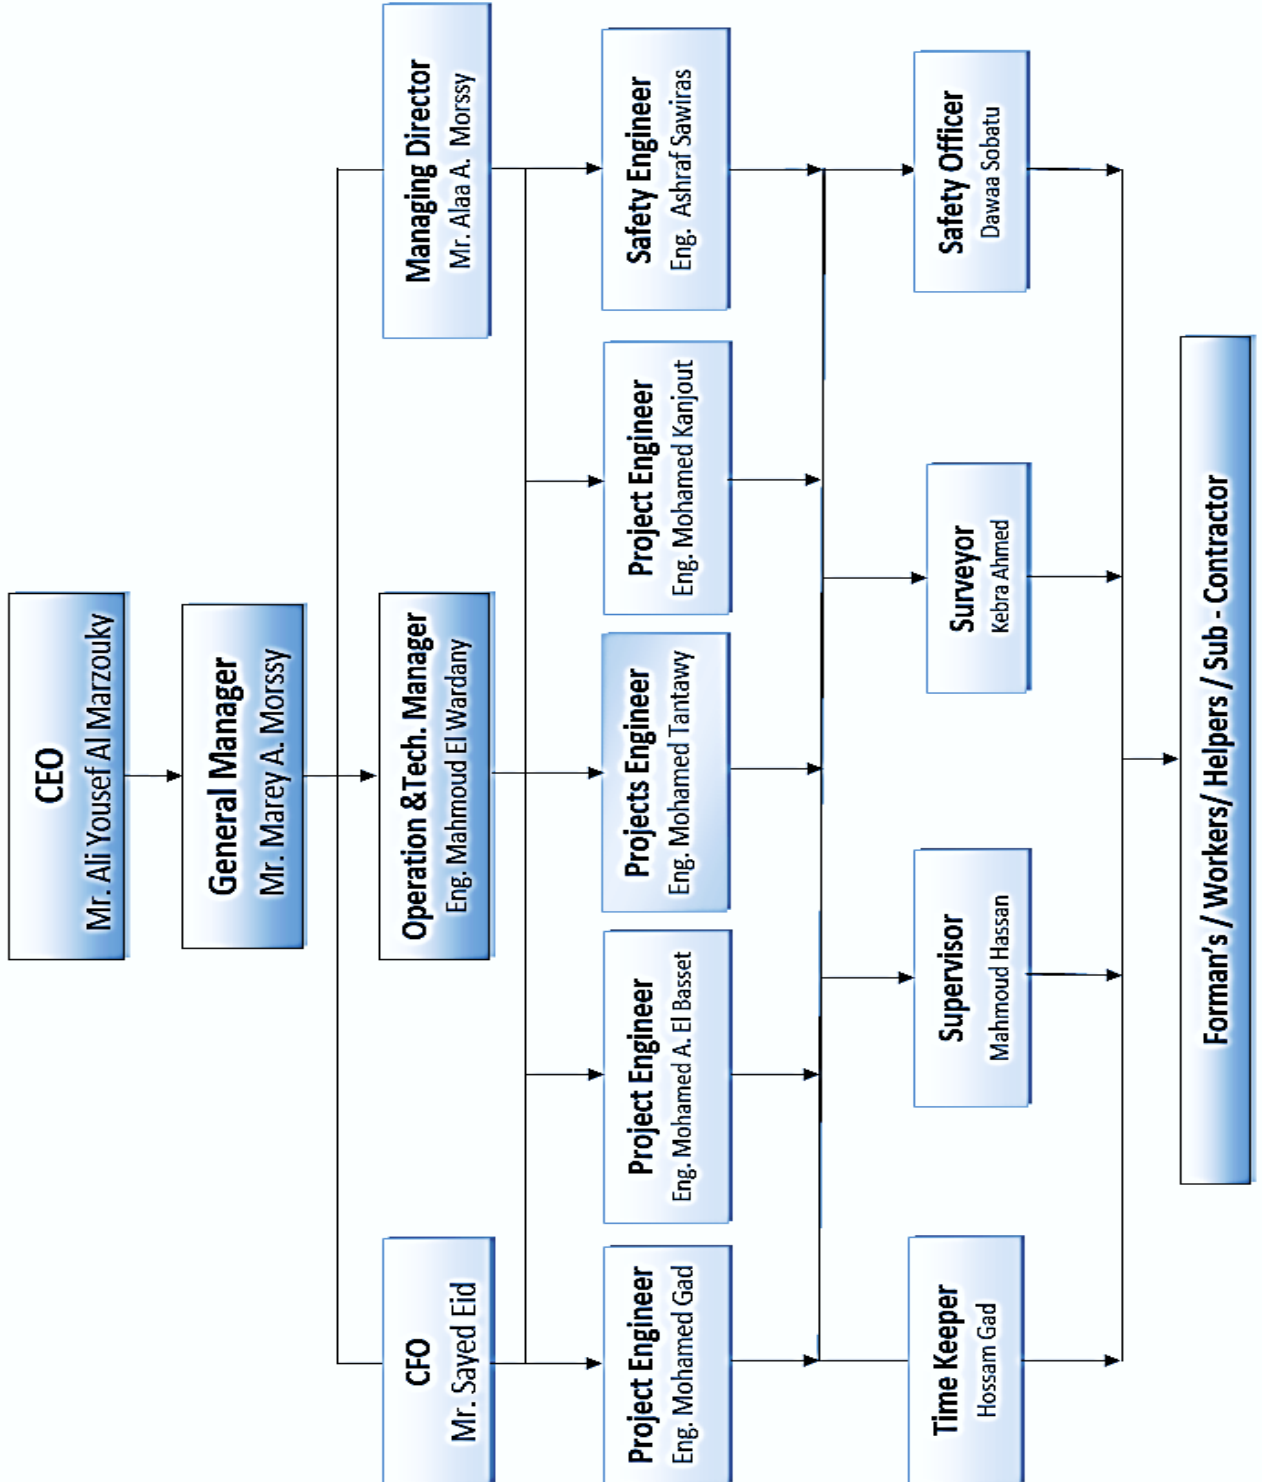 CEO
Mr. Ali Yousef Al Marzouky
General Manager
Mr. Marey A. Morssy
CFO
Mr. Sayed Eid
Operation &Tech. Manager
Eng. Mahmoud El Wardany
Managing Director
Mr. Alaa A. Morssy
Project Engineer
Eng. Mohamed Gad
Project Engineer
Eng. Mohamed A. El Basset
Projects Engineer
Eng. Mohamed Tantawy
Project Engineer
Eng. Mohamed Kanjout
Safety Engineer
Eng. Ashraf Sawiras
Time Keeper
Hossam Gad
Supervisor
Mahmoud Hassan
Surveyor
Kebra Ahmed
Safety Officer
Dawaa Sobatu
Forman's / Workers/ Helpers / Sub - Contractor